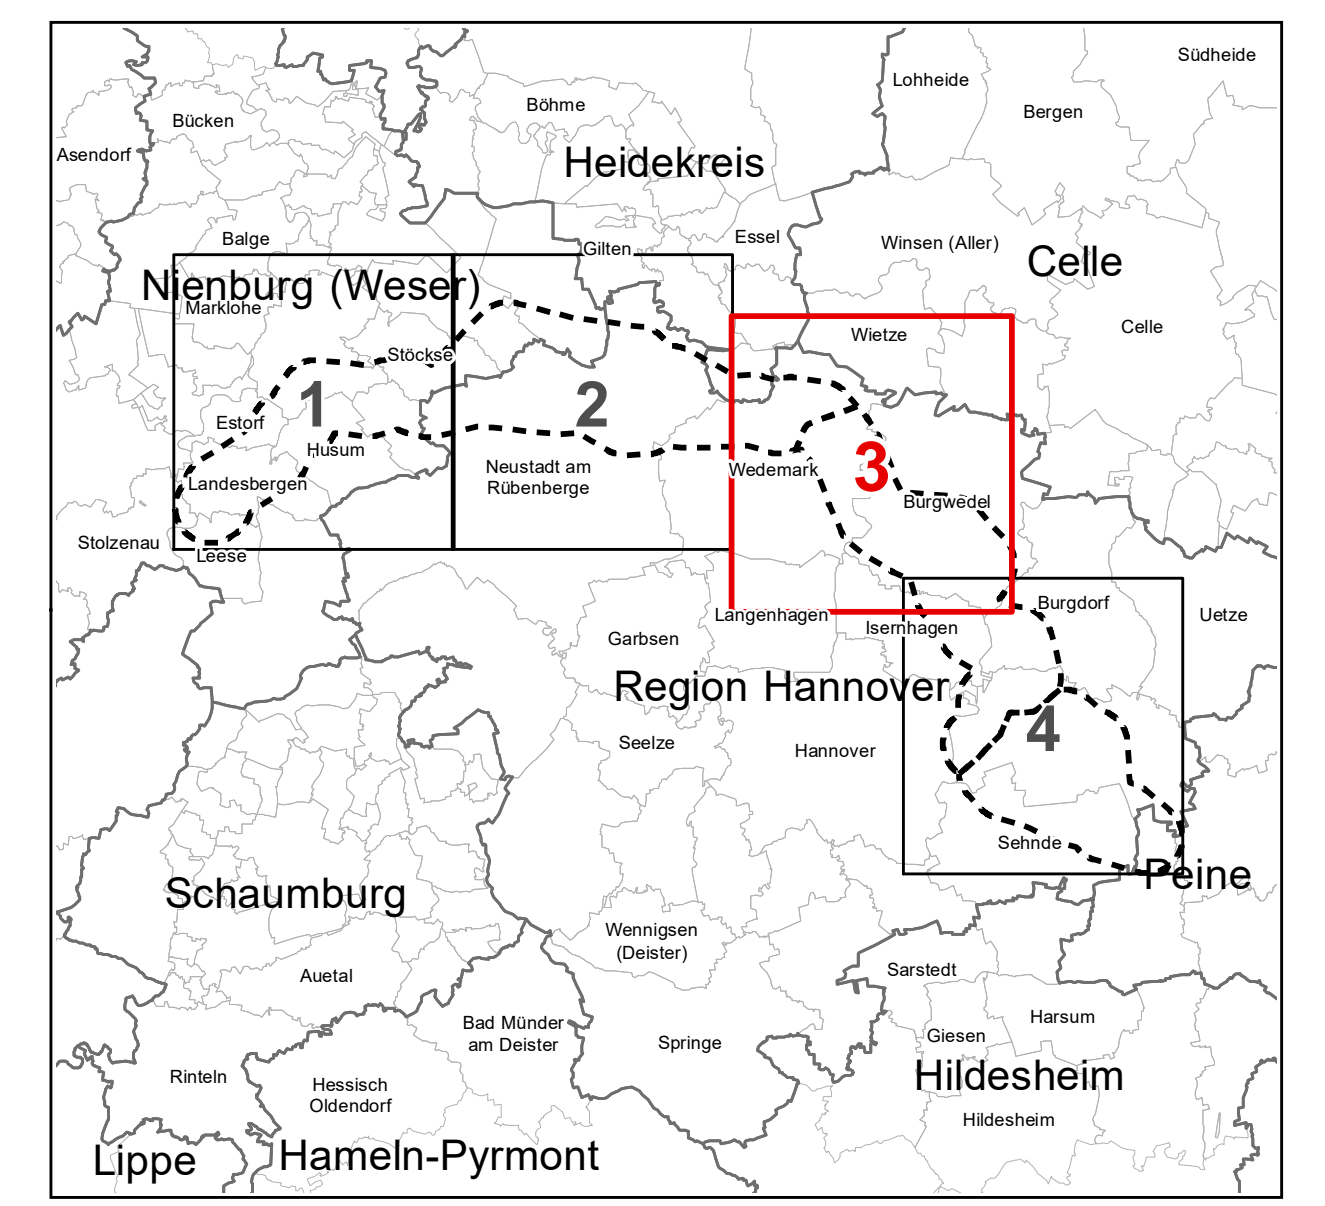 Südheide
Lohheide
Böhme
Bergen
Bücken
Asendorf
Heidekreis
Balge
Gilten
Essel
Winsen (Aller)
Celle
Nienburg (Weser)
Marklohe
Celle
Wietze
Stöckse
1
2
Estorf
Husum
3
Wedemark
Neustadt am
Rübenberge
Landesbergen
Burgwedel
Stolzenau
Leese
Burgdorf
Uetze
Langenhagen
Isernhagen
Garbsen
Region Hannover
4
Seelze
Hannover
Sehnde
Peine
Schaumburg
Wennigsen
(Deister)
Auetal
Sarstedt
Bad Münder
am Deister
Springe
Harsum
Giesen
Rinteln
Hessisch
Oldendorf
Hildesheim
Hildesheim
Lippe
Hameln-Pyrmont